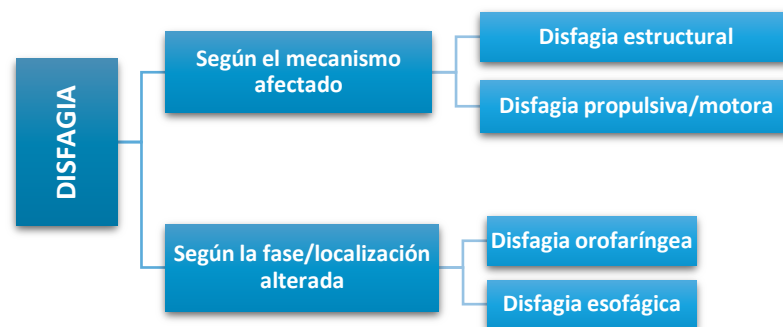 DISFAGIA
Según el mecanismo
afectado
Disfagia estructural
Disfagia propulsiva/motora
Según la fase/localización
alterada
Disfagia orofaríngea
Disfagia esofágica